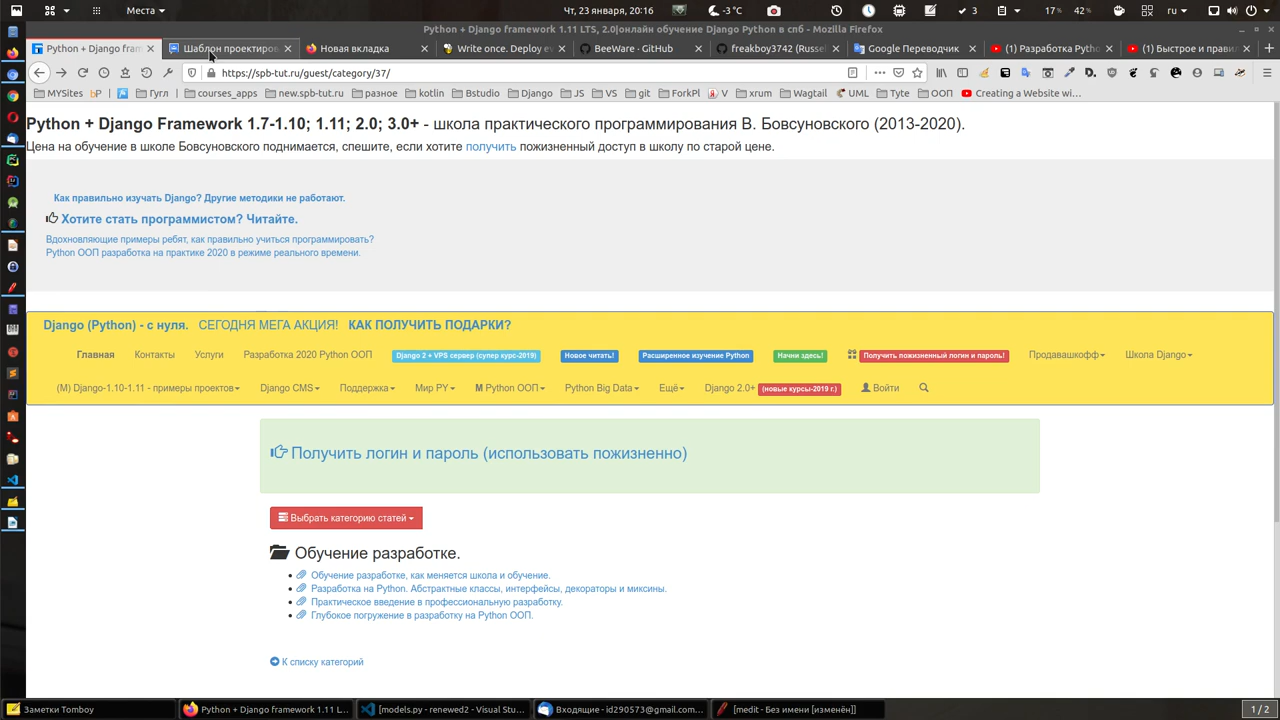 Места
Чт, 23 января, 20:16
-3 °C
3
17%
42%
ru
Python + Django framework 1.11 LTS, 2.0|онлайн обучение Django Python в спб - Mozilla Firefox
Python + Django fram
Шаблон проектиров
Новая вкладка
Write once. Deploy ev
BeeWare · GitHub
freakboy3742 (Russel
Google Переводчик
(1) Разработка Pytho
(1) Быстрые и правил
https://spb-tut.ru/guest/category/37/
MYSites
bP
Гугл
courses_apps
new.spb-tut.ru
разное
kotlin
Bstudio
Django
JS
VS
git
ForkPl
V
xrum
Wagtail
UML
Tyte
ООП
Creating a Website wi…
Python + Django Framework 1.7-1.10; 1.11; 2.0; 3.0+ - школа практического программирования В. Бовсуновского (2013-2020).
Цена на обучение в школе Бовсуновского поднимается, спешите, если хотите получить пожизненный доступ в школу по старой цене.
Как правильно изучать Django? Другие методики не работают.
Хотите стать программистом? Читайте.
Вдохновляющие примеры ребят, как правильно учиться программировать?
Python ООП разработка на практике 2020 в режиме реального времени.
Django (Python) - с нуля. СЕГОДНЯ МЕГА АКЦИЯ! КАК ПОЛУЧИТЬ ПОДАРКИ?
Главная Контакты Услуги Разработка 2020 Python ООП Django 2 + VPS сервер (супер курс-2019) Новое читать! Расширенное изучение Python Начни здесь! Получить пожизненный логин и пароль! Продавашкофф Школа Django
(M) Django-1.10-1.11 - примеры проектов Django CMS Поддержка Мир PY M Python ООП Python Big Data Ещё Django 2.0+ (новые курсы-2019 г.) Войти
Получить логин и пароль (использовать пожизненно)
Выбрать категорию статей
Обучение разработке.
Обучение разработке, как меняется школа и обучение.
Разработка на Python. Абстрактные классы, интерфейсы, декораторы и миксины.
Практическое введение в профессиональную разработку.
Глубокое погружение в разработку на Python ООП.
К списку категорий
Заметки Tomboy
Python + Django framework 1.11 L...
[models.py - renewed2 - Visual Stu...
Входящие - id290573@gmail.com...
[medit - Без имени [изменён]]
1 / 2